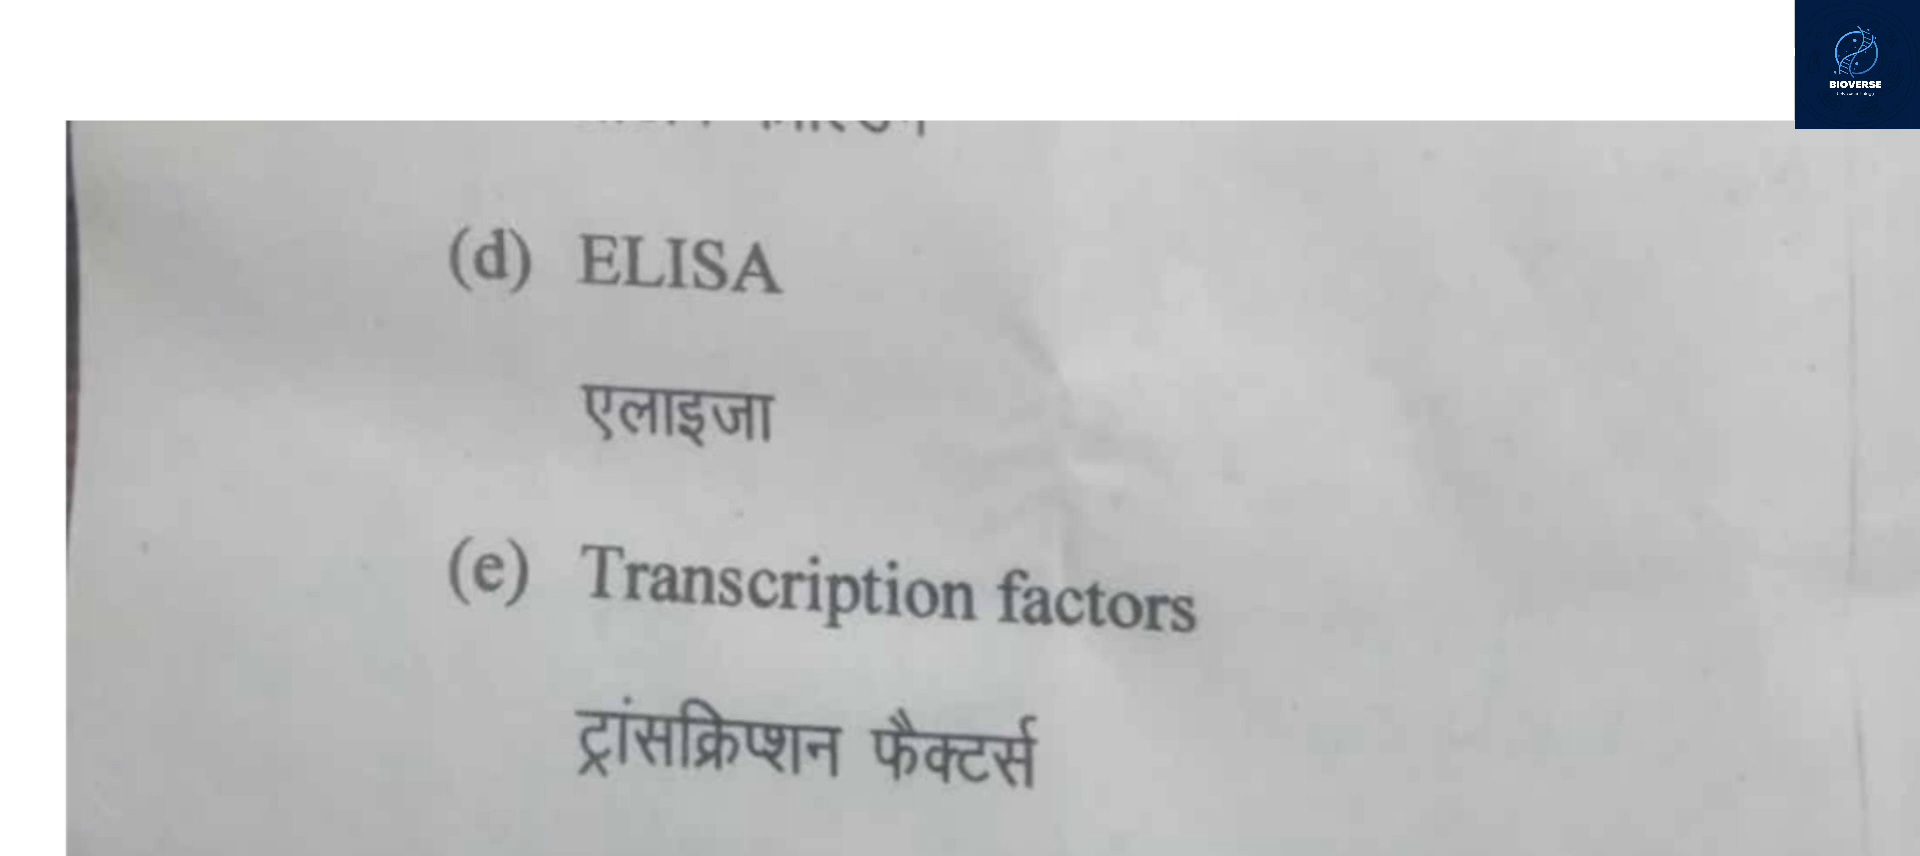 BIOVERSE
(d) ELISA
एलाइजा
(e) Transcription factors
ट्रांसक्रिप्शन फैक्टर्स